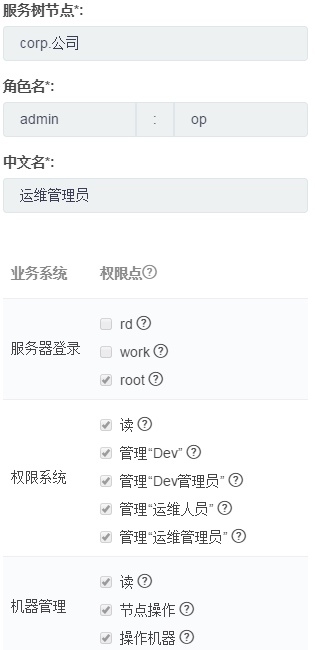 服务树节点*:
corp.公司
角色名*:
admin : op
中文名*:
运维管理员
业务系统 权限点?
rd ?
服务器登录
work ?
root ?
读 ?
管理“Dev” ?
权限系统
管理“Dev管理员” ?
管理“运维人员” ?
管理“运维管理员” ?
读 ?
机器管理
节点操作 ?
操作机器 ?